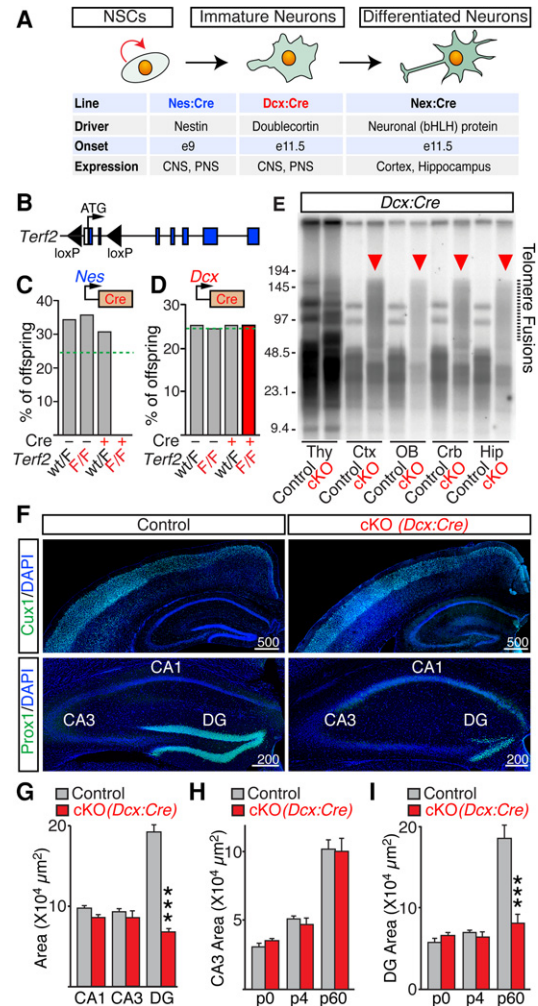 A
NSCs
Immature Neurons
Differentiated Neurons
Line Nes:Cre Dcx:Cre Nex:Cre
Driver Nestin Doublecortin Neuronal (bHLH) protein
Onset e9 e11.5 e11.5
Expression CNS, PNS CNS, PNS Cortex, Hippocampus
B
ATG
Terf2
loxP loxP
C
Nes
Cre
% of offspring
40
30
20
10
0
Cre − − + +
Terf2 wt/F F/F wt/F F/F
D
Dcx
Cre
% of offspring
30
20
10
0
− − + +
wt/F F/F wt/F F/F
E
Dcx:Cre
194
145
97
48.5
23.1
9.4
Telomere Fusions
Thy Ctx OB Crb Hip
Control cKO Control cKO Control cKO Control cKO Control cKO
F
Control
cKO (Dcx:Cre)
Cux1/DAPI
500
500
Prox1/DAPI
CA1
CA3
DG
200
CA1
CA3
DG
200
G
Control
cKO(Dcx:Cre)
Area (X10⁴ µm²)
20
10
0
***
CA1 CA3 DG
H
Control
cKO(Dcx:Cre)
CA3 Area (X10⁴ µm²)
10
5
0
p0 p4 p60
I
Control
cKO(Dcx:Cre)
DG Area (X10⁴ µm²)
20
10
0
***
p0 p4 p60